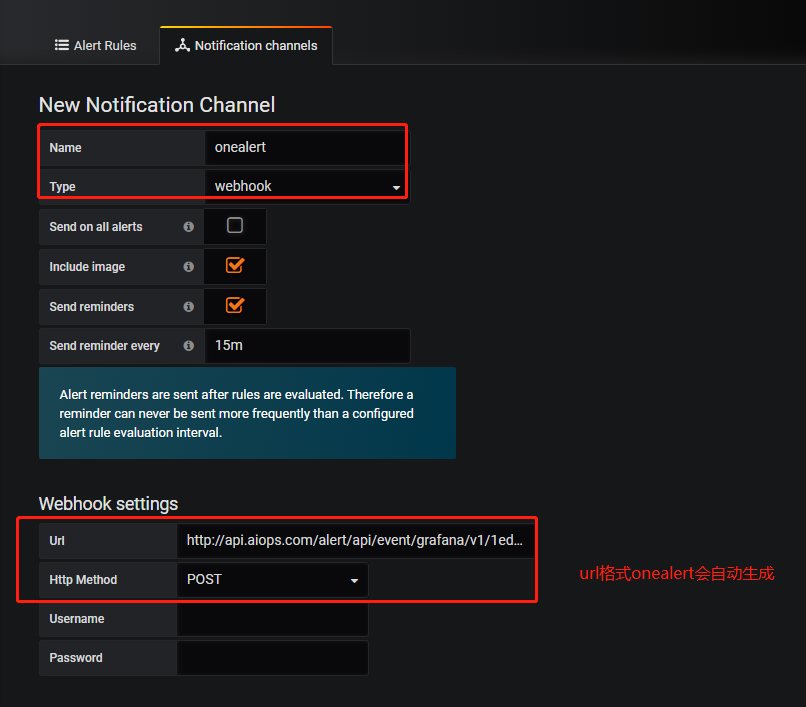 Alert Rules
Notification channels
New Notification Channel
Name
onealert
Type
webhook
Send on all alerts
Include image
Send reminders
Send reminder every
15m
Alert reminders are sent after rules are evaluated. Therefore a
reminder can never be sent more frequently than a configured
alert rule evaluation interval.
Webhook settings
Url
http://api.aiops.com/alert/api/event/grafana/v1/1ed...
Http Method
POST
url格式onealert会自动生成
Username
Password